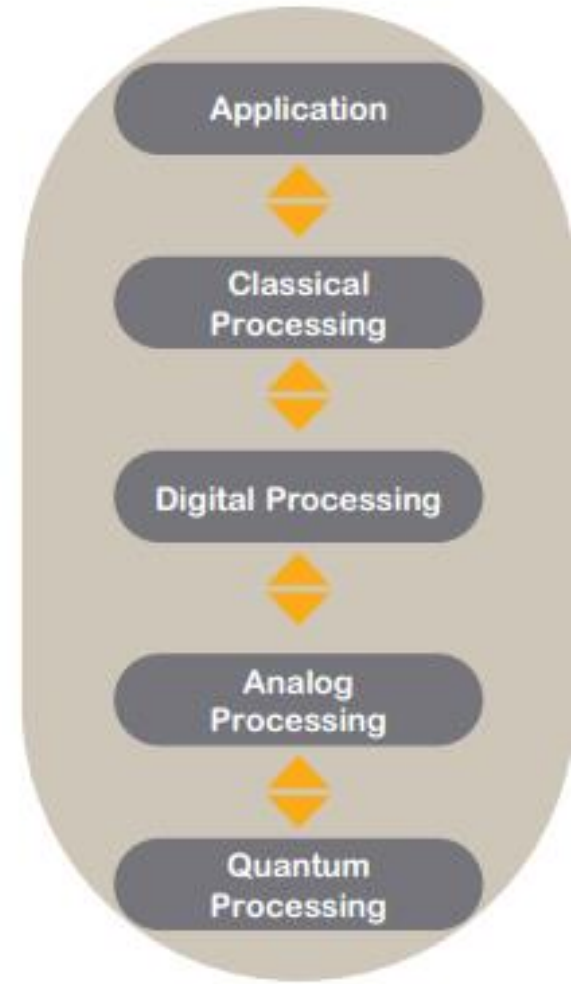 Application
Classical
Processing
Digital Processing
Analog
Processing
Quantum
Processing